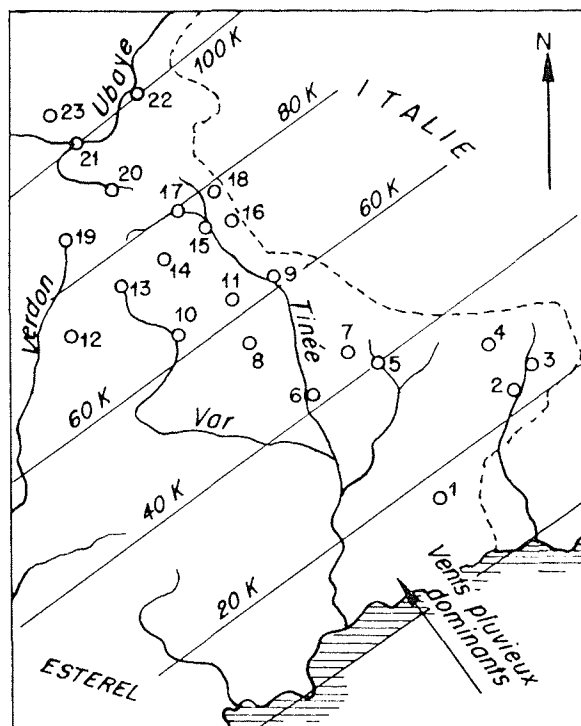 N
100 K
Ubaye
23
22
80 K
ITALIE
21
20
17
18
16
60 K
15
19
14
9
13
11
Verdon
10
Tinée
12
8
7
5
4
3
2
6
60 K
Var
40 K
1
20 K
Vents pluvieux
dominants
ESTEREL